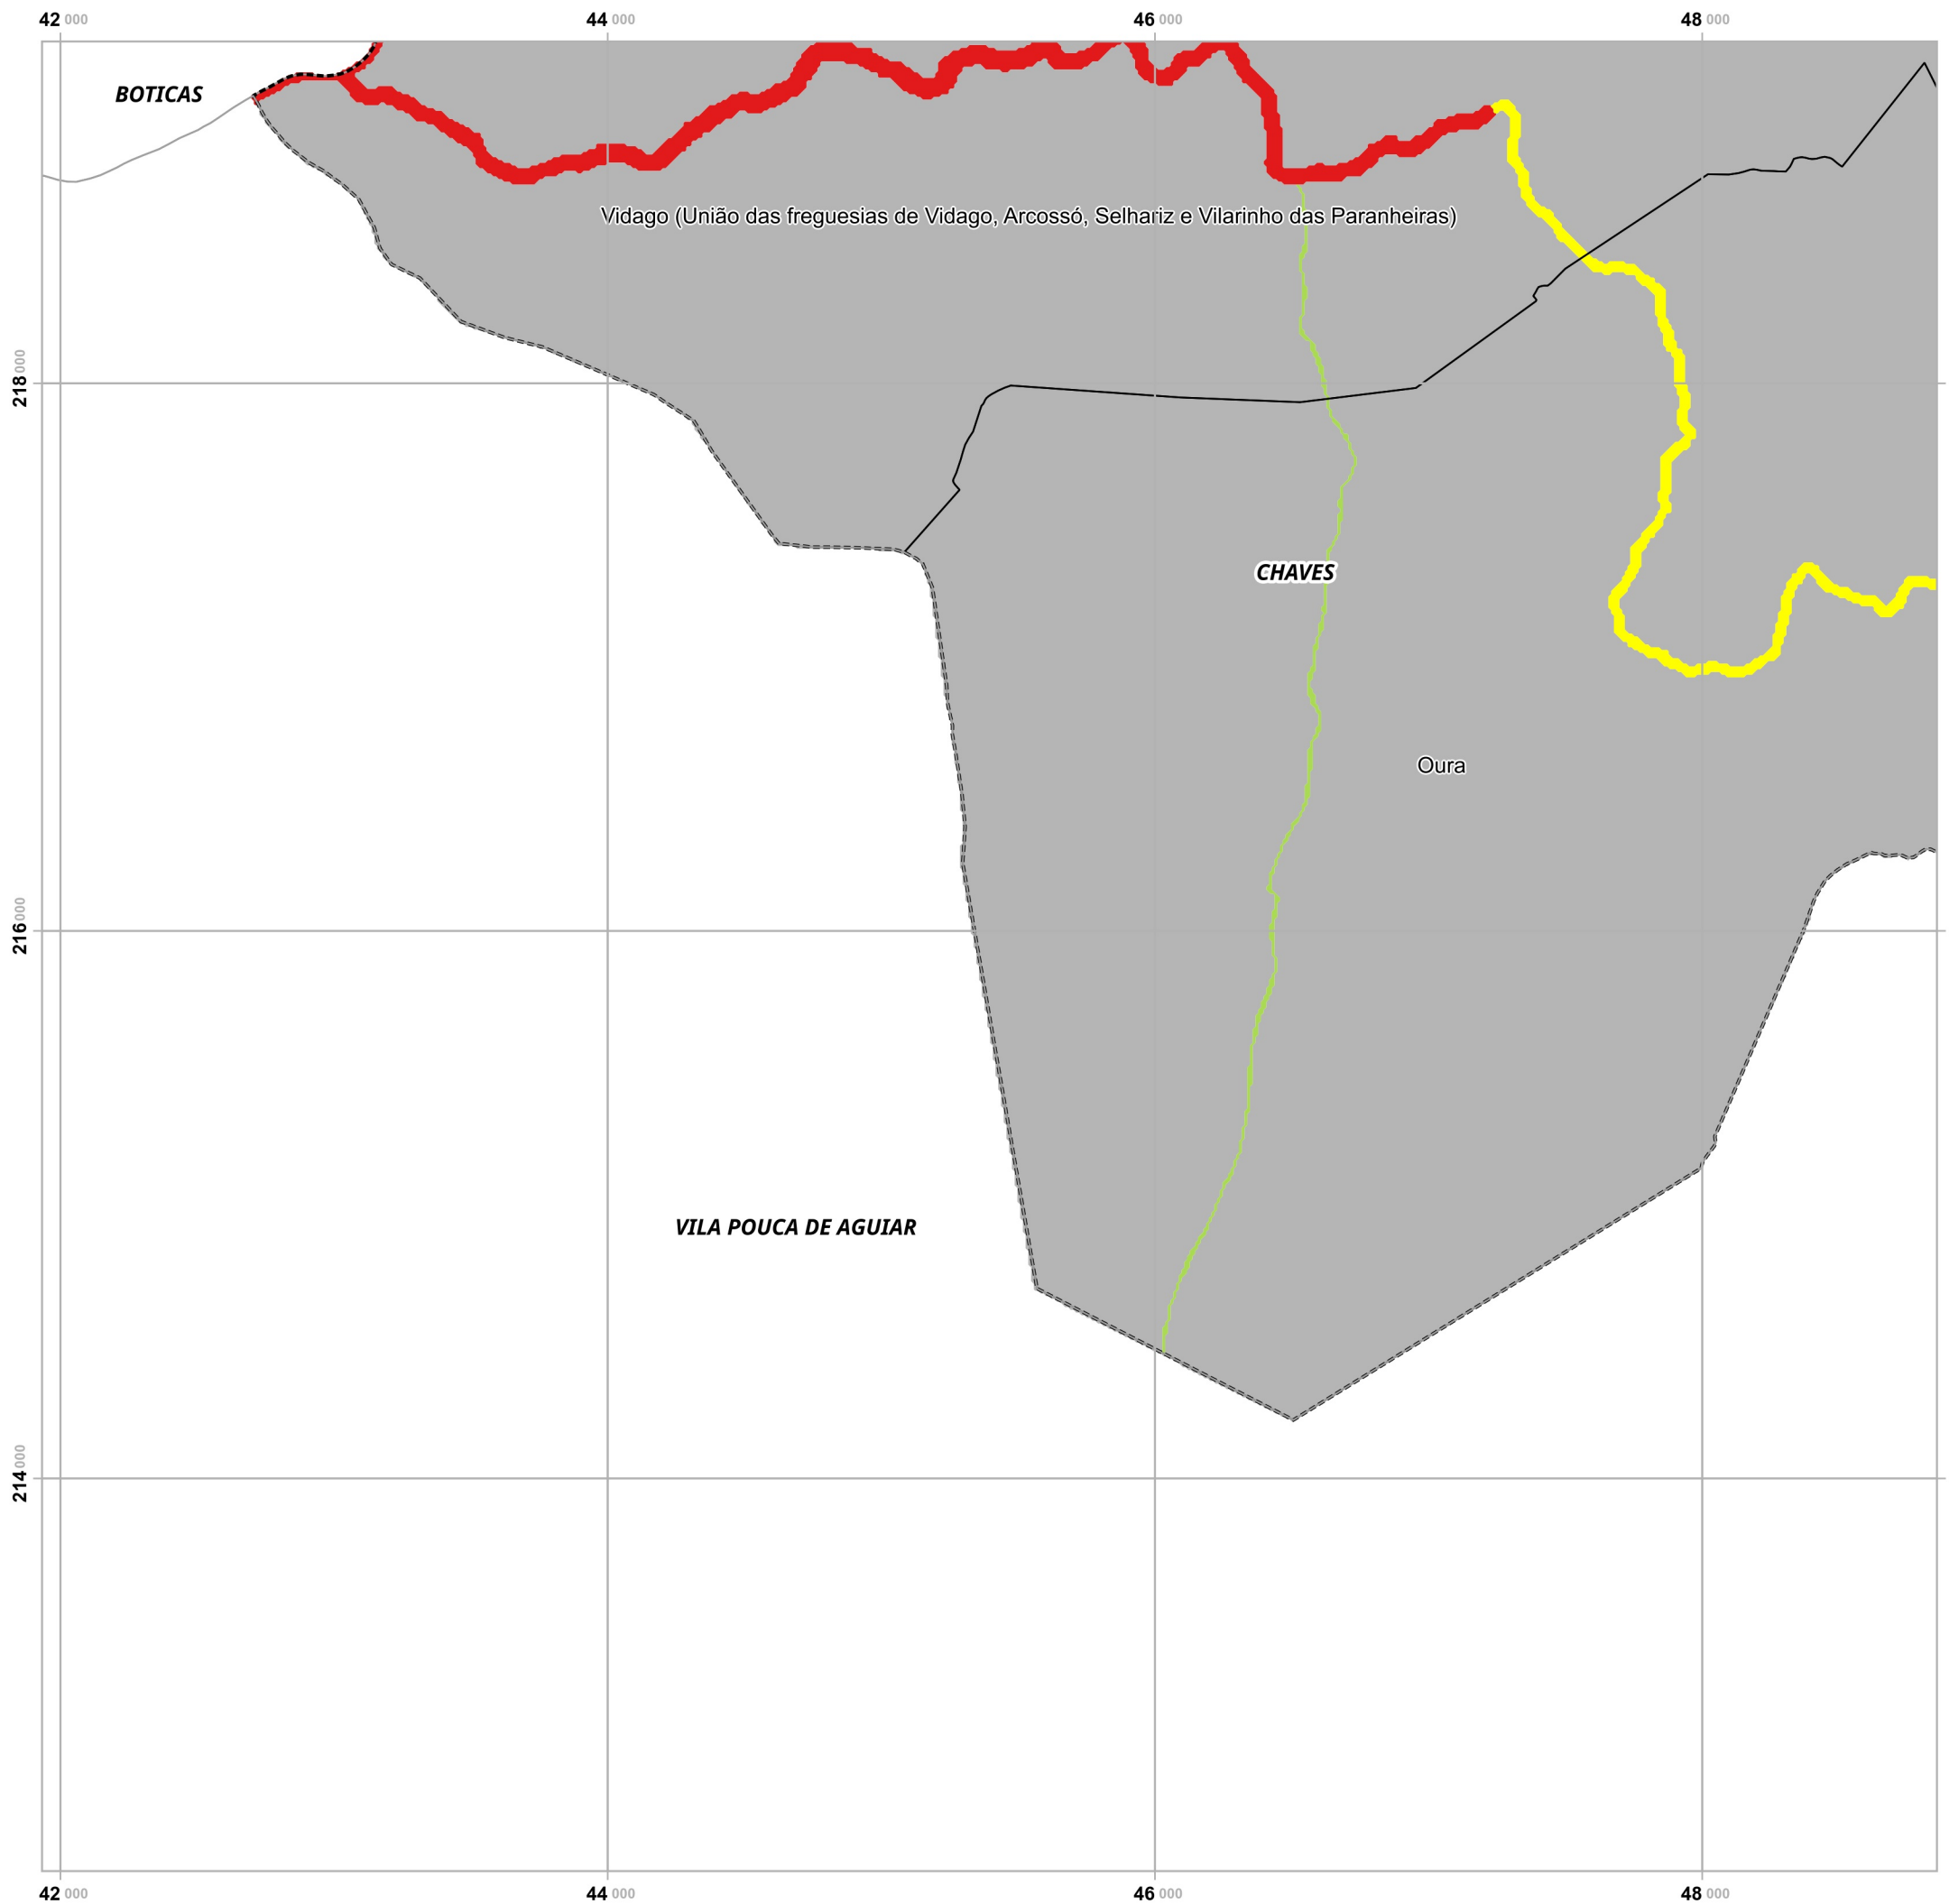 42 000 44 000 46 000 48 000
BOTICAS
Vidago (União das freguesias de Vidago, Arcossó, Selhariz e Vilarinho das Paranheiras)
218 000
CHAVES
Oura
216 000
VILA POUCA DE AGUIAR
214 000
42 000 44 000 46 000 48 000